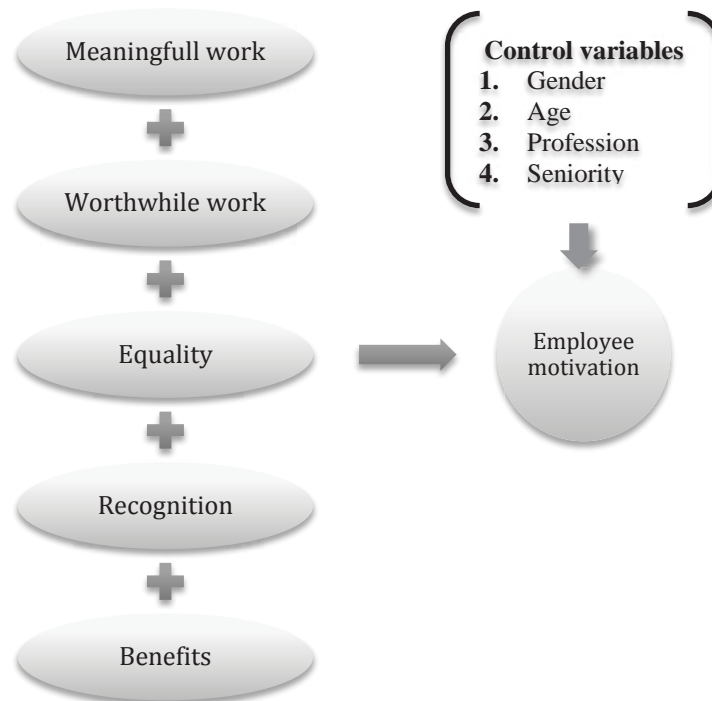 Meaningfull work
Worthwhile work
Equality
Recognition
Benefits
Control variables
1. Gender
2. Age
3. Profession
4. Seniority
Employee
motivation